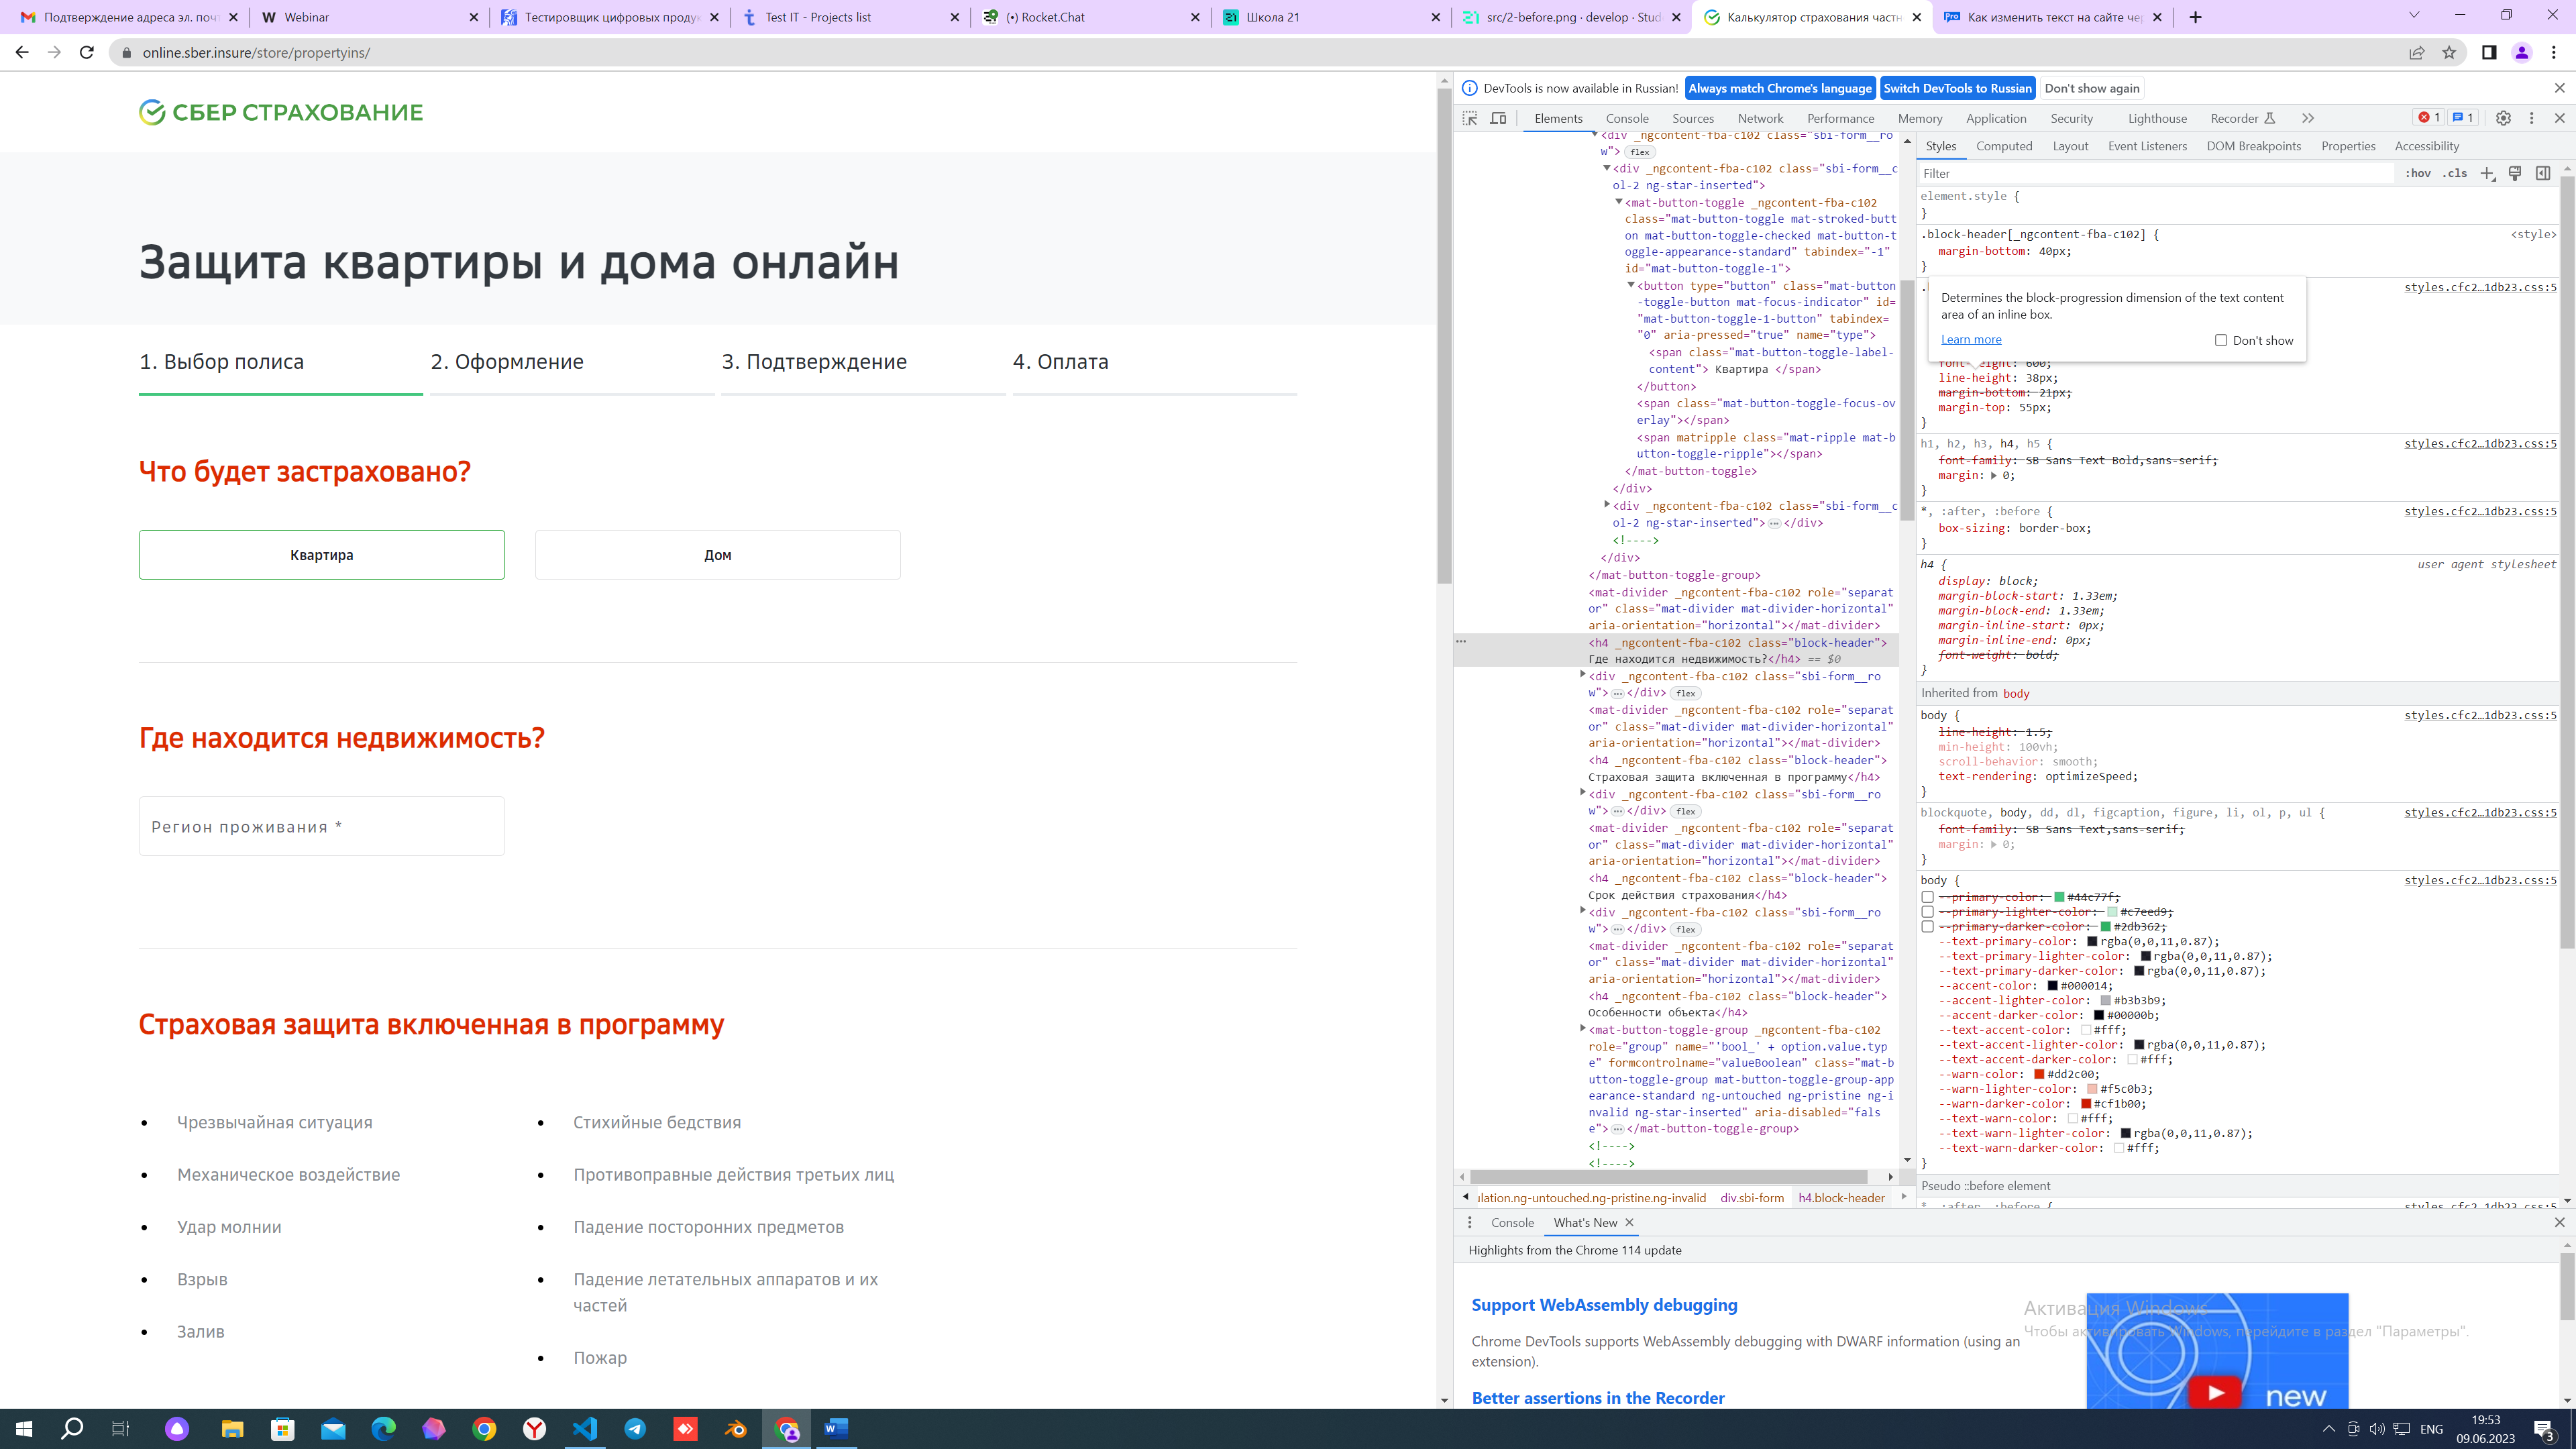 Подтверждение адреса эл. поч
Webinar
Тестировщик цифровых продук
Test IT - Projects list
(•) Rocket.Chat
Школа 21
src/2-before.png · develop · Stud
Калькулятор страхования частн
Как изменить текст на сайте че
online.sber.insure/store/propertyins/
СБЕР СТРАХОВАНИЕ
Защита квартиры и дома онлайн
1. Выбор полиса
2. Оформление
3. Подтверждение
4. Оплата
Что будет застраховано?
Квартира
Дом
Где находится недвижимость?
Регион проживания *
Страховая защита включенная в программу
• Чрезвычайная ситуация
• Механическое воздействие
• Удар молнии
• Взрыв
• Залив
• Стихийные бедствия
• Противоправные действия третьих лиц
• Падение посторонних предметов
• Падение летательных аппаратов и их
частей
• Пожар
DevTools is now available in Russian!
Always match Chrome's language
Switch DevTools to Russian
Don't show again
Elements
Console
Sources
Network
Performance
Memory
Application
Security
Lighthouse
Recorder
1
1
<div _ngcontent-fba-c102 class="sbi-form__ro
w"> flex
<div _ngcontent-fba-c102 class="sbi-form__c
ol-2 ng-star-inserted">
<mat-button-toggle _ngcontent-fba-c102
class="mat-button-toggle mat-stroked-butt
on mat-button-toggle-checked mat-button-t
oggle-appearance-standard" tabindex="-1"
id="mat-button-toggle-1">
<button type="button" class="mat-button
-toggle-button mat-focus-indicator" id=
"mat-button-toggle-1-button" tabindex=
"0" aria-pressed="true" name="type">
<span class="mat-button-toggle-label-
content"> Квартира </span>
</button>
<span class="mat-button-toggle-focus-ov
erlay"></span>
<span matripple class="mat-ripple mat-b
utton-toggle-ripple"></span>
</mat-button-toggle>
</div>
<div _ngcontent-fba-c102 class="sbi-form__c
ol-2 ng-star-inserted">…</div>
<!---->
</div>
</mat-button-toggle-group>
<mat-divider _ngcontent-fba-c102 role="separat
or" class="mat-divider mat-divider-horizontal"
aria-orientation="horizontal"></mat-divider>
<h4 _ngcontent-fba-c102 class="block-header">
Где находится недвижимость?</h4> == $0
<div _ngcontent-fba-c102 class="sbi-form__ro
w">…</div> flex
<mat-divider _ngcontent-fba-c102 role="separat
or" class="mat-divider mat-divider-horizontal"
aria-orientation="horizontal"></mat-divider>
<h4 _ngcontent-fba-c102 class="block-header">
Страховая защита включенная в программу</h4>
<div _ngcontent-fba-c102 class="sbi-form__ro
w">…</div> flex
<mat-divider _ngcontent-fba-c102 role="separat
or" class="mat-divider mat-divider-horizontal"
aria-orientation="horizontal"></mat-divider>
<h4 _ngcontent-fba-c102 class="block-header">
Срок действия страхования</h4>
<div _ngcontent-fba-c102 class="sbi-form__ro
w">…</div> flex
<mat-divider _ngcontent-fba-c102 role="separat
or" class="mat-divider mat-divider-horizontal"
aria-orientation="horizontal"></mat-divider>
<h4 _ngcontent-fba-c102 class="block-header">
Особенности объекта</h4>
<mat-button-toggle-group _ngcontent-fba-c102
role="group" name="'bool_' + option.value.typ
e" formcontrolname="valueBoolean" class="mat-b
utton-toggle-group mat-button-toggle-group-app
earance-standard ng-untouched ng-pristine ng-i
nvalid ng-star-inserted" aria-disabled="fals
e">…</mat-button-toggle-group>
<!---->
<!---->
ulation.ng-untouched.ng-pristine.ng-invalid
div.sbi-form
h4.block-header
Styles
Computed
Layout
Event Listeners
DOM Breakpoints
Properties
Accessibility
Filter
:hov
.cls
element.style {
}
.block-header[_ngcontent-fba-c102] {
<style>
margin-bottom: 40px;
}
styles.cfc2…1db23.css:5
Determines the block-progression dimension of the text content
area of an inline box.
Learn more
Don't show
font-weight: 600;
line-height: 38px;
margin-bottom: 21px;
margin-top: 55px;
}
h1, h2, h3, h4, h5 {
styles.cfc2…1db23.css:5
font-family: SB Sans Text Bold,sans-serif;
margin: 0;
}
*, :after, :before {
styles.cfc2…1db23.css:5
box-sizing: border-box;
}
h4 {
user agent stylesheet
display: block;
margin-block-start: 1.33em;
margin-block-end: 1.33em;
margin-inline-start: 0px;
margin-inline-end: 0px;
font-weight: bold;
}
Inherited from body
body {
styles.cfc2…1db23.css:5
line-height: 1.5;
min-height: 100vh;
scroll-behavior: smooth;
text-rendering: optimizeSpeed;
}
blockquote, body, dd, dl, figcaption, figure, li, ol, p, ul {
styles.cfc2…1db23.css:5
font-family: SB Sans Text,sans-serif;
margin: 0;
}
body {
styles.cfc2…1db23.css:5
--primary-color: #44c77f;
--primary-lighter-color: #c7eed9;
--primary-darker-color: #2db362;
--text-primary-color: rgba(0,0,11,0.87);
--text-primary-lighter-color: rgba(0,0,11,0.87);
--text-primary-darker-color: rgba(0,0,11,0.87);
--accent-color: #000014;
--accent-lighter-color: #b3b3b9;
--accent-darker-color: #00000b;
--text-accent-color: #fff;
--text-accent-lighter-color: rgba(0,0,11,0.87);
--text-accent-darker-color: #fff;
--warn-color: #dd2c00;
--warn-lighter-color: #f5c0b3;
--warn-darker-color: #cf1b00;
--text-warn-color: #fff;
--text-warn-lighter-color: rgba(0,0,11,0.87);
--text-warn-darker-color: #fff;
}
Pseudo ::before element
*, :after, :before {
styles.cfc2…1db23.css:5
Console
What's New
Highlights from the Chrome 114 update
Support WebAssembly debugging
Chrome DevTools supports WebAssembly debugging with DWARF information (using an
extension).
Better assertions in the Recorder
new
Активация Windows
Чтобы активировать Windows, перейдите в раздел "Параметры".
ENG
19:53
09.06.2023
3